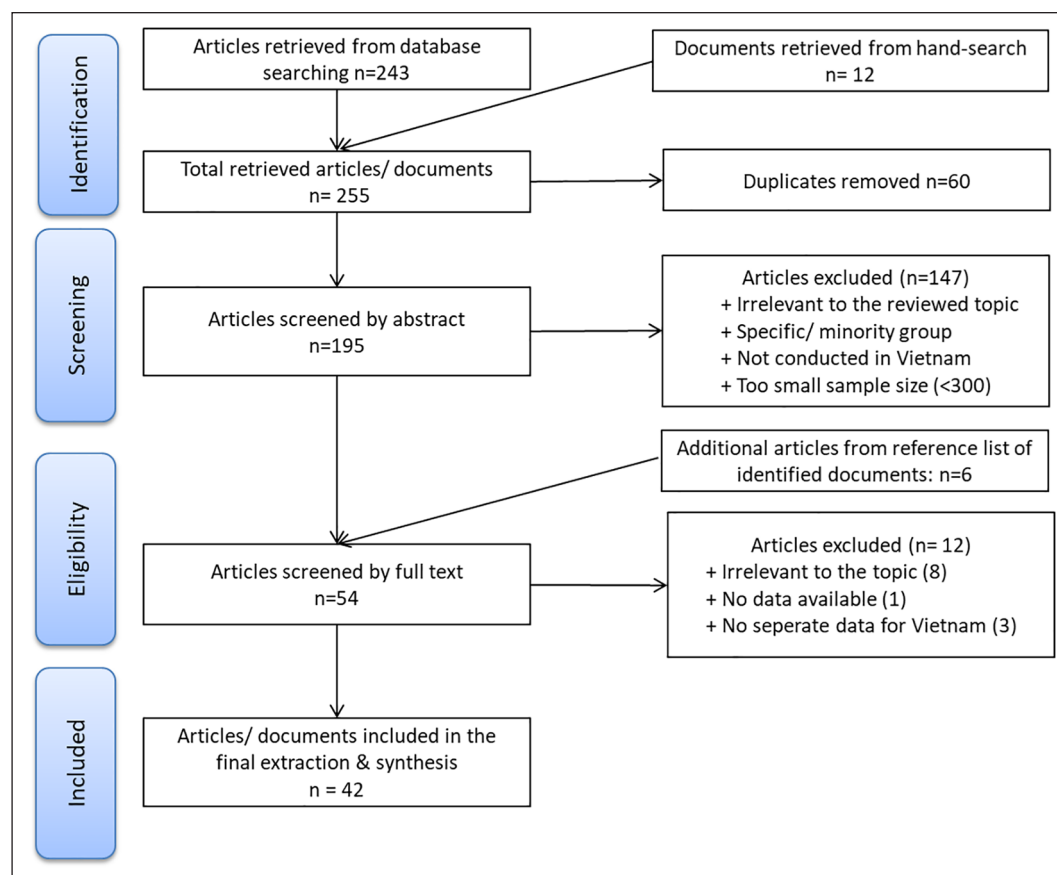 Identification
Articles retrieved from database
searching n=243
Documents retrieved from hand-search
n= 12
Total retrieved articles/ documents
n= 255
Duplicates removed n=60
Screening
Articles screened by abstract
n=195
Articles excluded (n=147)
+ Irrelevant to the reviewed topic
+ Specific/ minority group
+ Not conducted in Vietnam
+ Too small sample size (<300)
Eligibility
Additional articles from reference list of
identified documents: n=6
Articles screened by full text
n=54
Articles excluded (n= 12)
+ Irrelevant to the topic (8)
+ No data available (1)
+ No seperate data for Vietnam (3)
Included
Articles/ documents included in the
final extraction & synthesis
n = 42